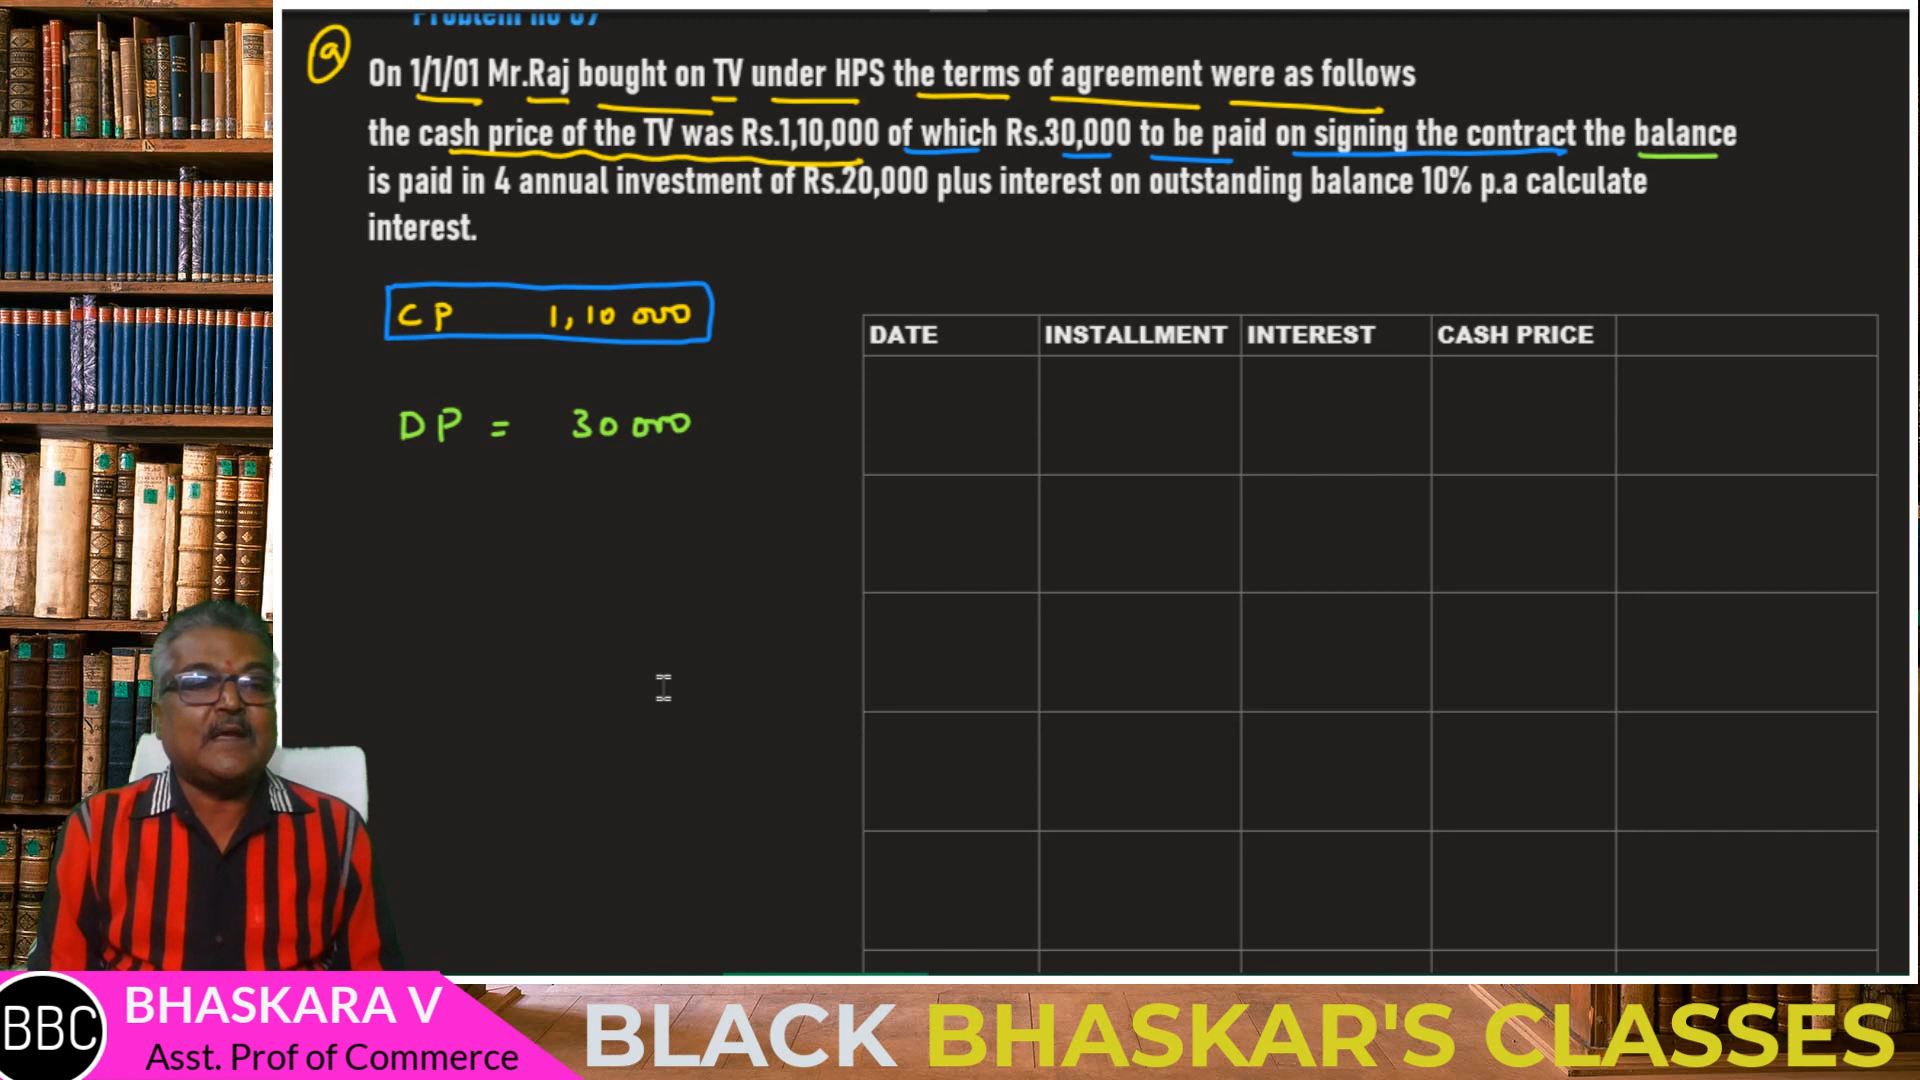 Problem no 07
a
On 1/1/01 Mr.Raj bought on TV under HPS the terms of agreement were as follows
the cash price of the TV was Rs.1,10,000 of which Rs.30,000 to be paid on signing the contract the balance
is paid in 4 annual investment of Rs.20,000 plus interest on outstanding balance 10% p.a calculate
interest.
CP 1,10 000
DATE INSTALLMENT INTEREST CASH PRICE
DP = 30 000
BBC
BHASKARA V
Asst. Prof of Commerce
BLACK BHASKAR'S CLASSES